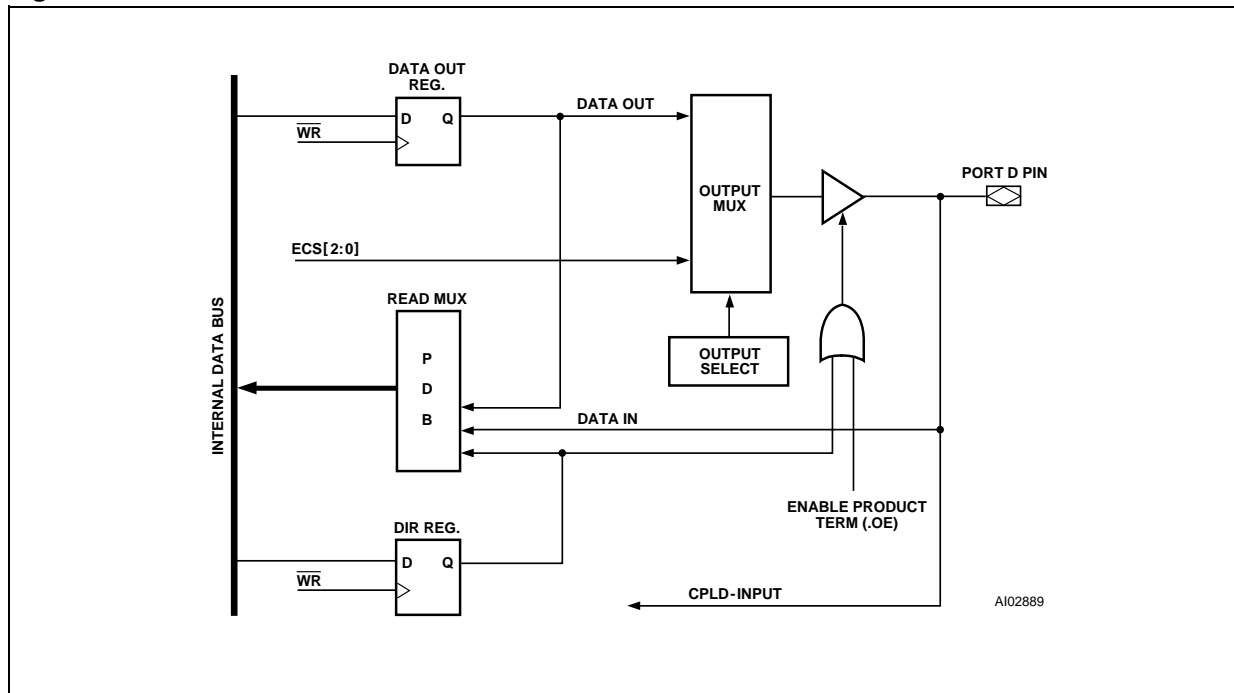 DATA OUT
REG.
D Q
WR
DATA OUT
OUTPUT
MUX
PORT D PIN
ECS[2:0]
READ MUX
P
D
B
OUTPUT
SELECT
INTERNAL DATA BUS
DATA IN
ENABLE PRODUCT
TERM (.OE)
DIR REG.
D Q
WR
CPLD-INPUT
AI02889